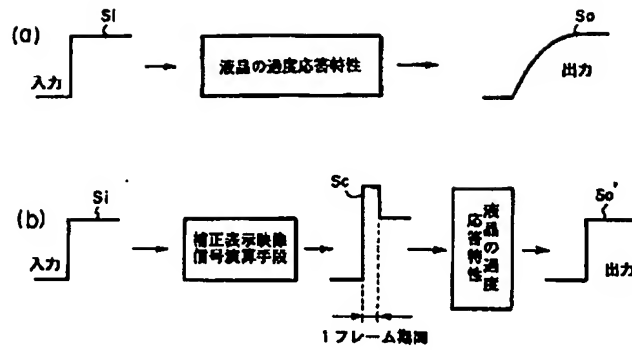 (a)
Si
入力
液晶の過度応答特性
So
出力
(b)
Si
入力
補正表示映像
信号演算手段
Sc
1フレーム期間
液晶の過度
応答特性
So'
出力